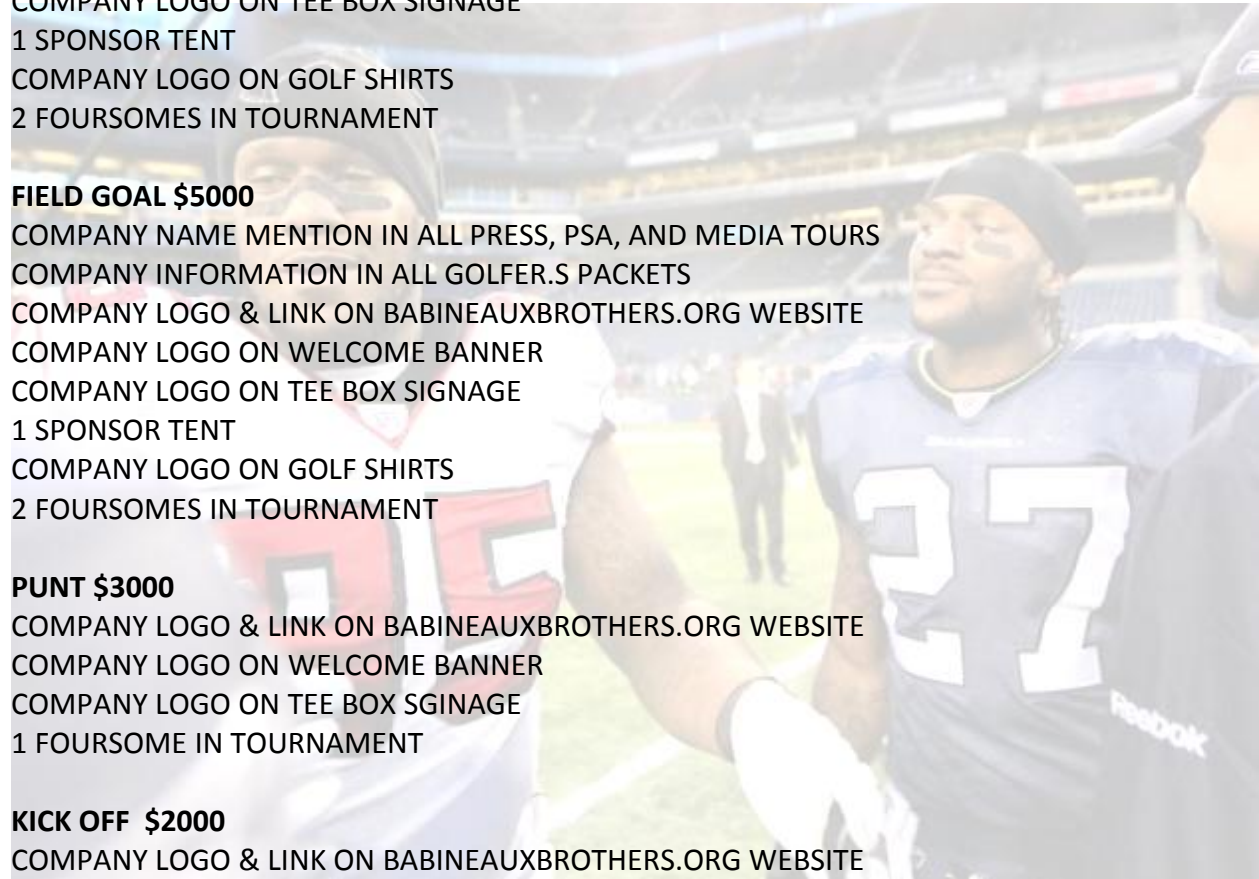 COMPANY LOGO ON TEE BOX SIGNAGE
1 SPONSOR TENT
COMPANY LOGO ON GOLF SHIRTS
2 FOURSOMES IN TOURNAMENT
FIELD GOAL $5000
COMPANY NAME MENTION IN ALL PRESS, PSA, AND MEDIA TOURS
COMPANY INFORMATION IN ALL GOLFER.S PACKETS
COMPANY LOGO & LINK ON BABINEAUXBROTHERS.ORG WEBSITE
COMPANY LOGO ON WELCOME BANNER
COMPANY LOGO ON TEE BOX SIGNAGE
1 SPONSOR TENT
COMPANY LOGO ON GOLF SHIRTS
2 FOURSOMES IN TOURNAMENT
95
27
PUNT $3000
COMPANY LOGO & LINK ON BABINEAUXBROTHERS.ORG WEBSITE
COMPANY LOGO ON WELCOME BANNER
COMPANY LOGO ON TEE BOX SGINAGE
Reebok
1 FOURSOME IN TOURNAMENT
KICK OFF  $2000
COMPANY LOGO & LINK ON BABINEAUXBROTHERS.ORG WEBSITE